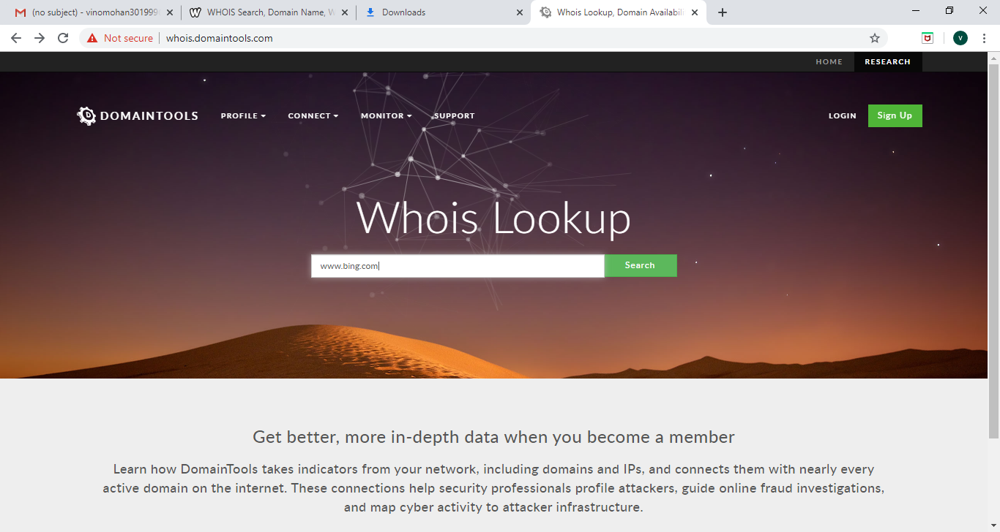 (no subject) - vinomohan301999
WHOIS Search, Domain Name, W
Downloads
Whois Lookup, Domain Availabili
Not secure
whois.domaintools.com
V
HOME
RESEARCH
DOMAINTOOLS
PROFILE
CONNECT
MONITOR
SUPPORT
LOGIN
Sign Up
Whois Lookup
www.bing.com
Search
Get better, more in-depth data when you become a member
Learn how DomainTools takes indicators from your network, including domains and IPs, and connects them with nearly every
active domain on the internet. These connections help security professionals profile attackers, guide online fraud investigations,
and map cyber activity to attacker infrastructure.